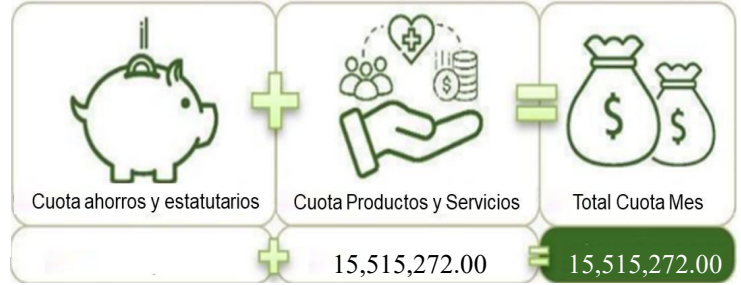 Cuota ahorros y estatutarios
Cuota Productos y Servicios
Total Cuota Mes
15,515,272.00
15,515,272.00